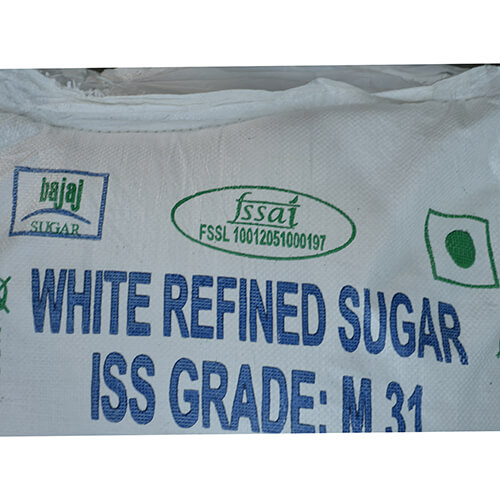 bajaj
SUGAR
fssai
FSSL 10012051000197
WHITE REFINED SUGAR
ISS GRADE: M 31